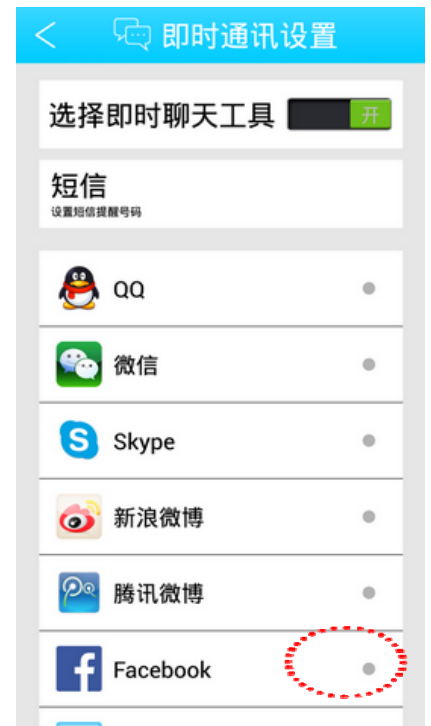 即时通讯设置
选择即时聊天工具 开
短信
设置短信提醒号码
QQ
微信
Skype
新浪微博
腾讯微博
Facebook